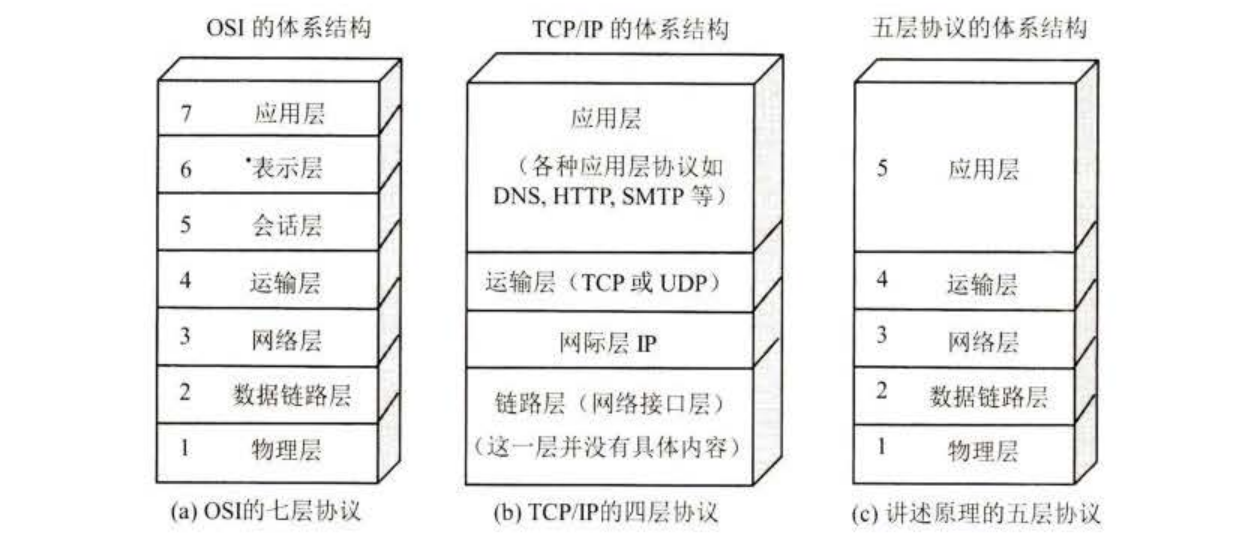 OSI 的体系结构
7 应用层
6 表示层
5 会话层
4 运输层
3 网络层
2 数据链路层
1 物理层
(a) OSI的七层协议
TCP/IP 的体系结构
应用层
（各种应用层协议如
DNS, HTTP, SMTP 等）
运输层（TCP 或 UDP）
网际层 IP
链路层（网络接口层）
（这一层并没有具体内容）
(b) TCP/IP的四层协议
五层协议的体系结构
5 应用层
4 运输层
3 网络层
2 数据链路层
1 物理层
(c) 讲述原理的五层协议